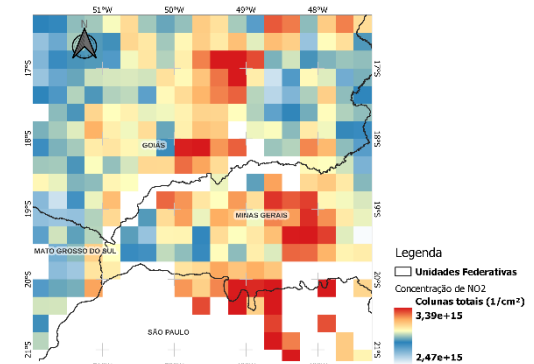 N
51°W 50°W 49°W 48°W
17°S 17°S
18°S 18°S
GOIÁS
19°S 19°S
MINAS GERAIS
MATO GROSSO DO SUL
20°S 20°S
SÃO PAULO
21°S 21°S
Legenda
Unidades Federativas
Concentração de NO2
Colunas totais (1/cm²)
3,39e+15
2,47e+15